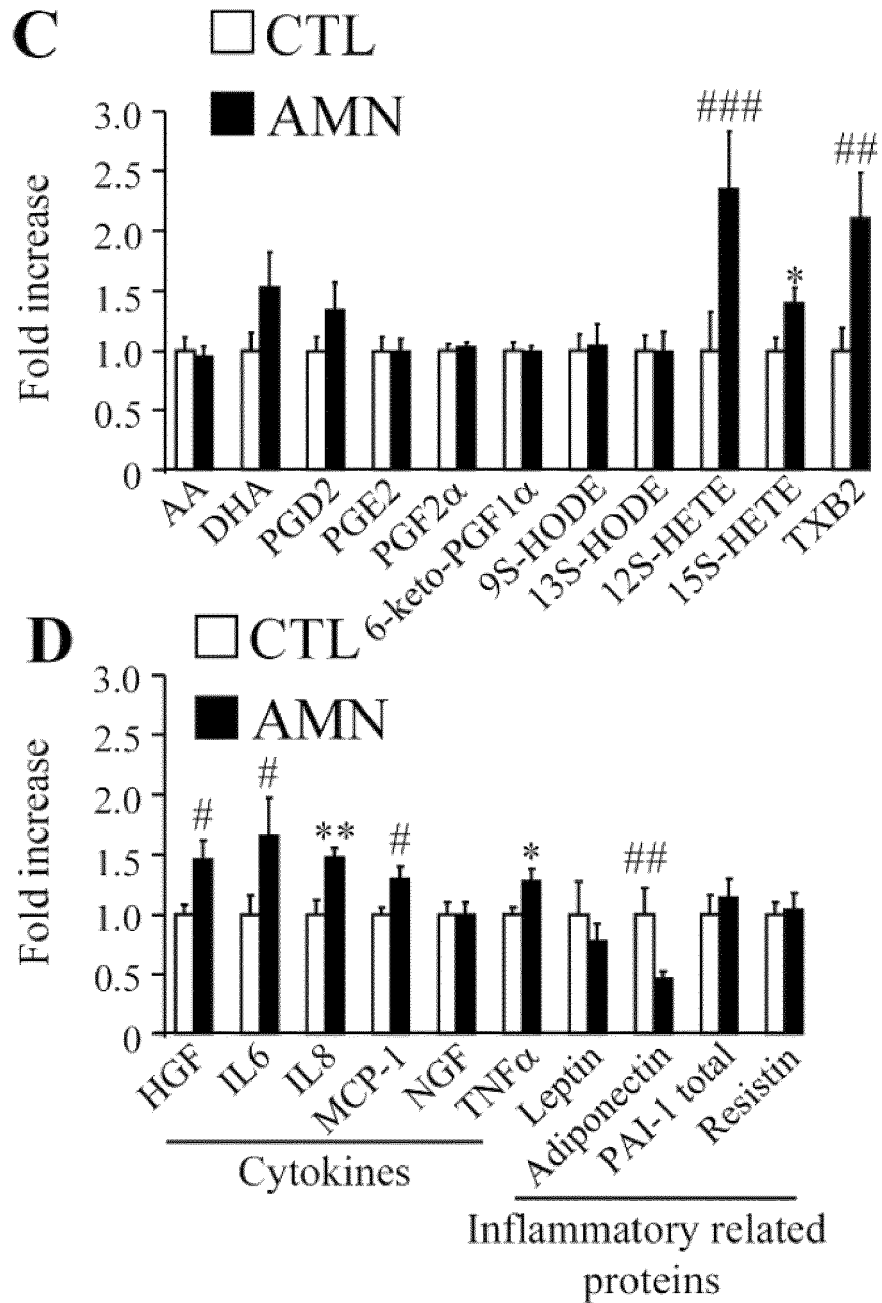 C
CTL
AMN
Fold increase
3.0
2.5
2.0
1.5
1.0
0.5
0
###
##
*
AA
DHA
PGD2
PGE2
PGF2α
6-keto-PGF1α
9S-HODE
13S-HODE
12S-HETE
15S-HETE
TXB2
D
CTL
AMN
Fold increase
3.0
2.5
2.0
1.5
1.0
0.5
0
#
#
**
#
*
##
HGF
IL6
IL8
MCP-1
NGF
TNFα
Leptin
Adiponectin
PAI-1 total
Resistin
Cytokines
Inflammatory related
proteins